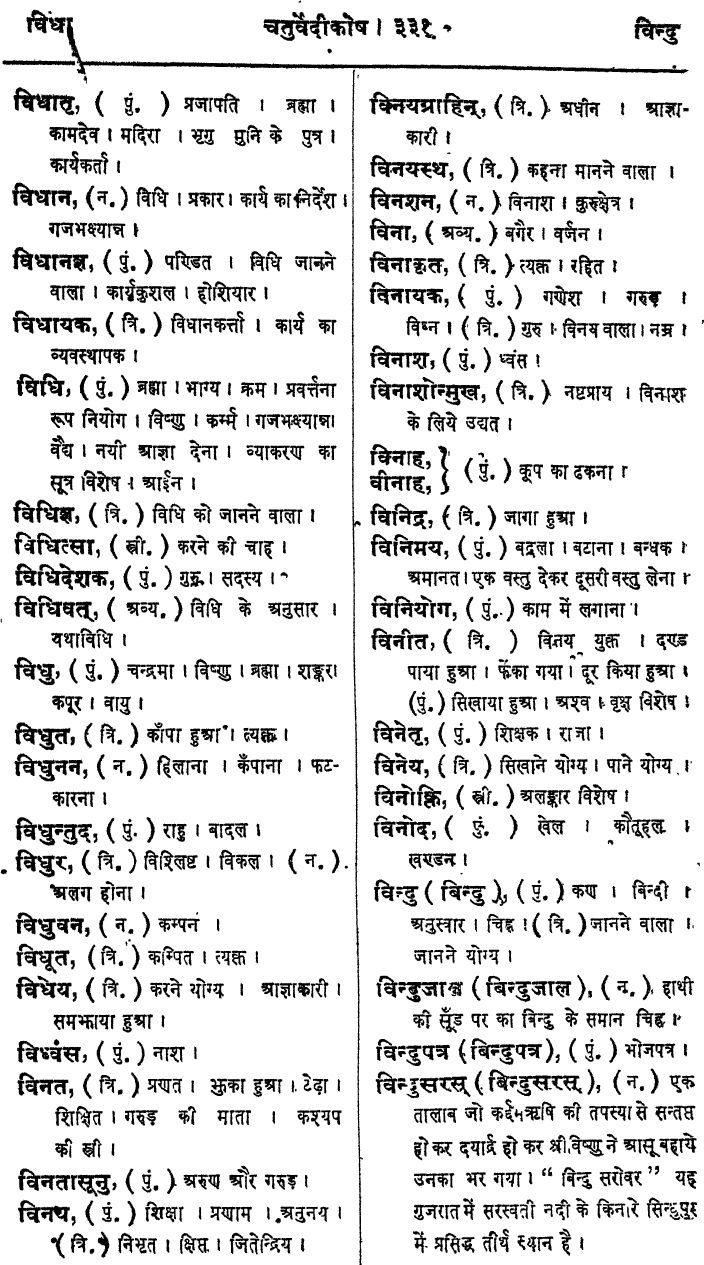 विधा
चतुर्वेदीकोष । ३३१
विन्दु
विधातृ, ( पुं. ) प्रजापति । ब्रह्मा ।
कामदेव । मदिरा । भृगु मुनि के पुत्र ।
कार्यकर्ता ।
विधान, ( न. ) विधि । प्रकार । कार्य का निर्देश ।
गजभक्ष्यान्न ।
विधानज्ञ, ( पुं. ) पण्डित । विधि जानने
वाला । कार्य्यकुशल । होशियार ।
विधायक, ( त्रि. ) विधानकर्त्ता । कार्य का
व्यवस्थापक ।
विधि, ( पुं. ) ब्रह्मा । भाग्य । क्रम । प्रवर्त्तना
रूप नियोग । विष्णु । कर्म्म । गजभक्ष्यान्न।
वैद्य । नयी आज्ञा देना । व्याकरण का
सूत्र विशेष । आईन ।
विधिज्ञ, ( त्रि. ) विधि को जानने वाला ।
विधित्सा, ( स्त्री. ) करने की चाह ।
विधिदेशक, ( पुं. ) गुरु । सदस्य ।
विधिवत्, ( अव्य. ) विधि के अनुसार ।
यथाविधि ।
विधु, ( पुं. ) चन्द्रमा । विष्णु । ब्रह्मा । शङ्कर।
कपूर । वायु ।
विधुत, ( त्रि. ) काँपा हुआ । त्यक्त ।
विधुनन, ( न. ) हिलाना । कँपाना । फट-
कारना ।
विधुन्तुद, ( पुं. ) राहु । बादल ।
विधुर, ( त्रि. ) विश्लिष्ट । विकल । ( न. )
अलग होना ।
विधुवन, ( न. ) कम्पन ।
विधूत, ( त्रि. ) कम्पित । त्यक्त ।
विधेय, ( त्रि. ) करने योग्य । आज्ञाकारी ।
समझाया हुआ ।
विध्वंस, ( पुं. ) नाश ।
विनत, ( त्रि. ) प्रणत । झुका हुआ । टेढ़ा ।
शिक्षित । गरुड़ की माता । कश्यप
की स्त्री ।
विनतासूनु, ( पुं. ) अरुण और गरुड़ ।
विनय, ( पुं. ) शिक्षा । प्रणाम । अनुनय ।
(त्रि.) निभृत । क्षिप्त । जितेन्द्रिय ।
विनयग्राहिन्, ( त्रि. ) अधीन । आज्ञा-
कारी ।
विनयस्थ, ( त्रि. ) कहना मानने वाला ।
विनशन, ( न. ) विनाश । कुरुक्षेत्र ।
विना, ( अव्य. ) बगैर । वर्जन ।
विनाकृत, ( त्रि. ) त्यक्त । रहित ।
विनायक, ( पुं. ) गणेश । गरुड़ ।
विघ्न । ( त्रि. ) गुरु । विनय वाला । नम्र ।
विनाश, ( पुं. ) ध्वंस ।
विनाशोन्मुख, ( त्रि. ) नष्टप्राय । विनाश
के लिये उद्यत ।
विनाह,
वीनाह, } ( पुं. ) कूप का ढकना ।
विनिद्र, ( त्रि. ) जागा हुआ ।
विनिमय, ( पुं. ) बदला । बटाना । बन्धक ।
अमानत । एक वस्तु देकर दूसरी वस्तु लेना ।
विनियोग, ( पुं. ) काम में लगाना ।
विनीत, ( त्रि. ) विनय युक्त । दण्ड
पाया हुआ । फेंका गया । दूर किया हुआ ।
(पुं.) सिखाया हुआ । अश्व । वृक्ष विशेष ।
विनेतृ, ( पुं. ) शिक्षक । राजा ।
विनेय, ( त्रि. ) सिखाने योग्य । पाने योग्य ।
विनोक्ति, ( स्त्री. ) अलङ्कार विशेष ।
विनोद, ( पुं. ) खेल । कौतूहल ।
खण्डन ।
विन्दु ( बिन्दु ), ( पुं. ) कण । बिन्दी ।
अनुस्वार । चिह्न । ( त्रि. ) जानने वाला ।
जानने योग्य ।
विन्दुजाल ( बिन्दुजाल ), ( न. ) हाथी
की सूँड पर का बिन्दु के समान चिह्न ।
विन्दुपत्र ( बिन्दुपत्र ), ( पुं. ) भोजपत्र ।
विन्दुसरस् ( बिन्दुसरस् ), ( न. ) एक
तालाब जो कर्द्दमऋषि की तपस्या से सन्तप्त
हो कर दयार्द्र हो कर श्रीविष्णु ने आसू बहाये
उनका भर गया । “ बिन्दु सरोवर ” यह
गुजरात में सरस्वती नदी के किनारे सिन्द्धुपुर
में प्रसिद्ध तीर्थ स्थान है ।